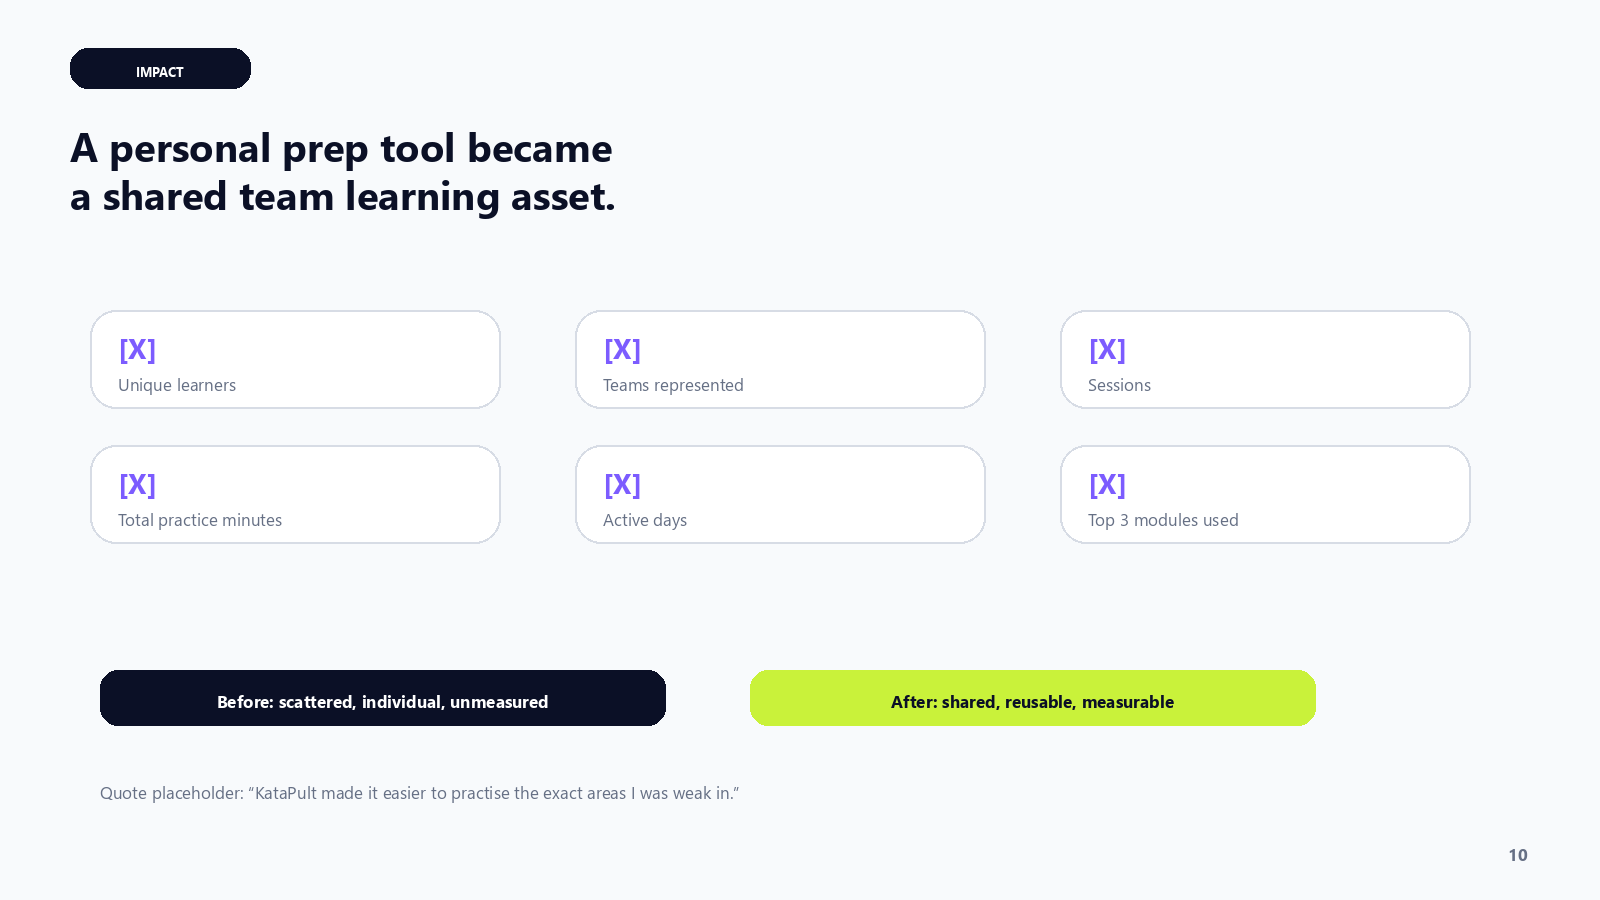 IMPACT
A personal prep tool became
a shared team learning asset.
[X]
Unique learners
[X]
Teams represented
[X]
Sessions
[X]
Total practice minutes
[X]
Active days
[X]
Top 3 modules used
Before: scattered, individual, unmeasured
After: shared, reusable, measurable
Quote placeholder: “KataPult made it easier to practise the exact areas I was weak in.”
10